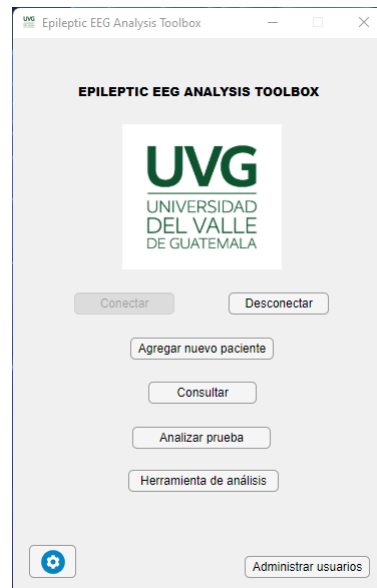 UVG Epileptic EEG Analysis Toolbox
EPILEPTIC EEG ANALYSIS TOOLBOX
UVG
UNIVERSIDAD
DEL VALLE
DE GUATEMALA
Conectar Desconectar
Agregar nuevo paciente
Consultar
Analizar prueba
Herramienta de análisis
Administrar usuarios